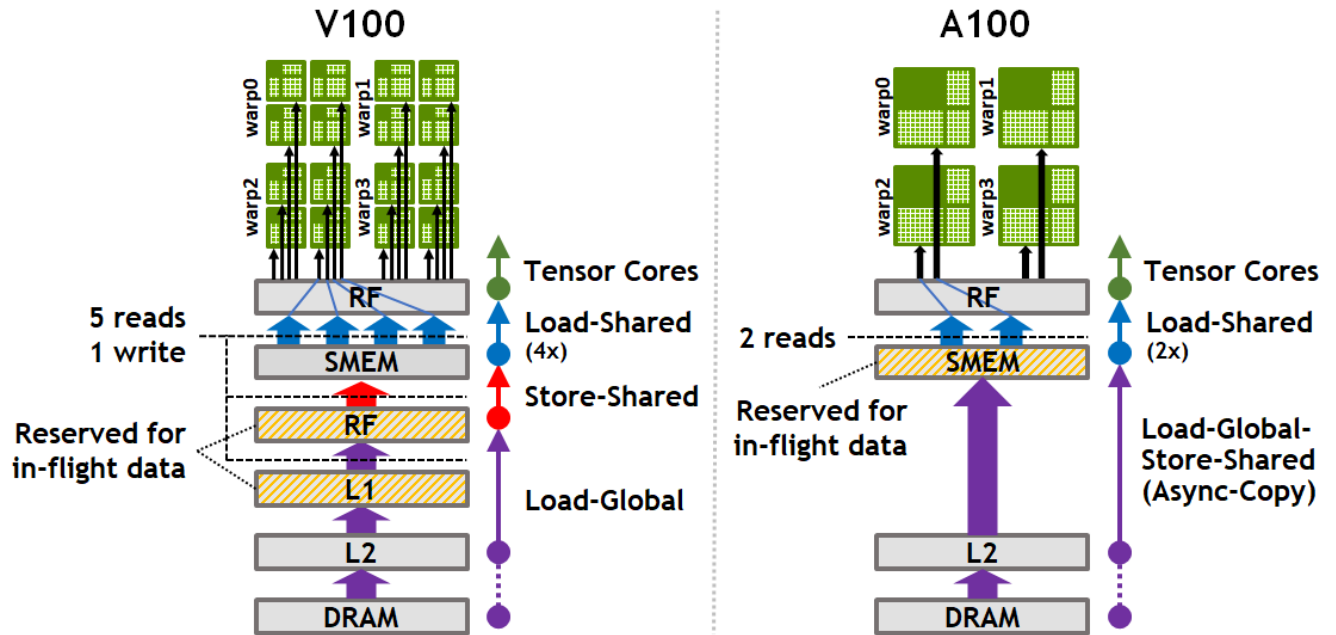 V100
warp0
warp1
warp2
warp3
RF
5 reads
1 write
SMEM
Reserved for
in-flight data
RF
L1
L2
DRAM
Tensor Cores
Load-Shared
(4x)
Store-Shared
Load-Global
A100
warp0
warp1
warp2
warp3
RF
2 reads
SMEM
Reserved for
in-flight data
L2
DRAM
Tensor Cores
Load-Shared
(2x)
Load-Global-
Store-Shared
(Async-Copy)